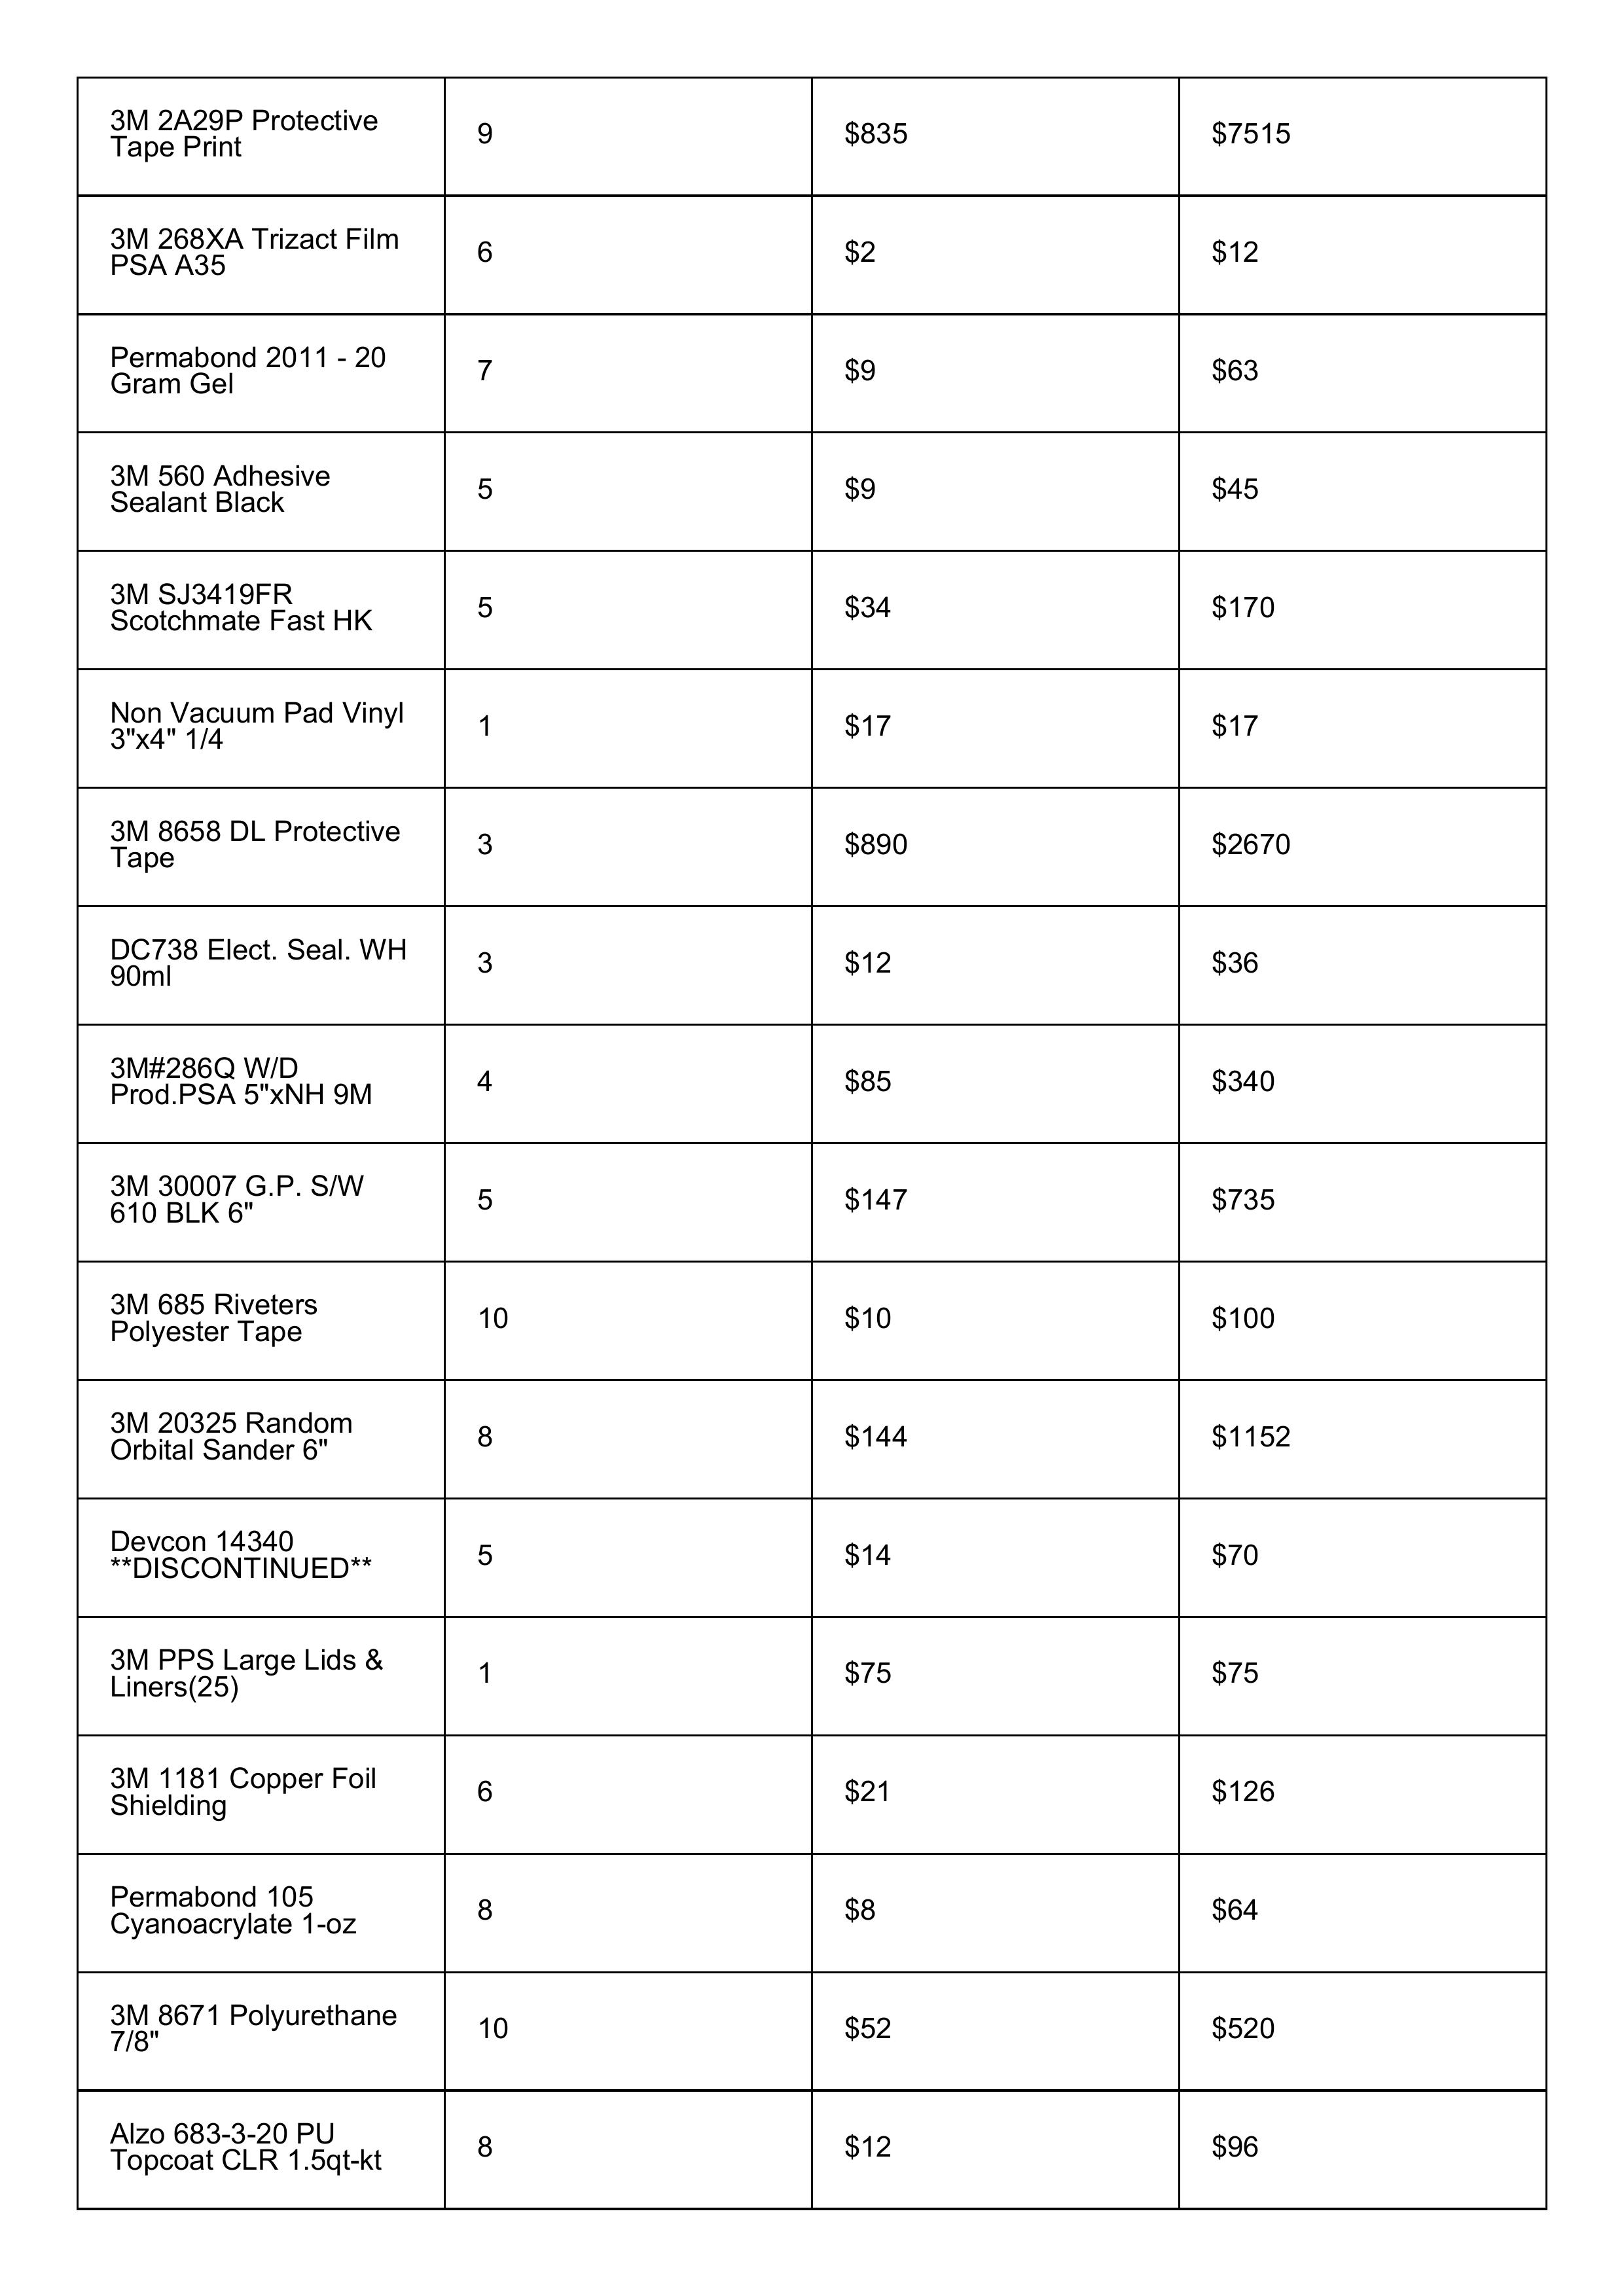 3M 2A29P Protective
Tape Print
9
$835
$7515
3M 268XA Trizact Film
PSA A35
6
$2
$12
Permabond 2011 - 20
Gram Gel
7
$9
$63
3M 560 Adhesive
Sealant Black
5
$9
$45
3M SJ3419FR
Scotchmate Fast HK
5
$34
$170
Non Vacuum Pad Vinyl
3"x4" 1/4
1
$17
$17
3M 8658 DL Protective
Tape
3
$890
$2670
DC738 Elect. Seal. WH
90ml
3
$12
$36
3M#286Q W/D
Prod.PSA 5"xNH 9M
4
$85
$340
3M 30007 G.P. S/W
610 BLK 6"
5
$147
$735
3M 685 Riveters
Polyester Tape
10
$10
$100
3M 20325 Random
Orbital Sander 6"
8
$144
$1152
Devcon 14340
**DISCONTINUED**
5
$14
$70
3M PPS Large Lids &
Liners(25)
1
$75
$75
3M 1181 Copper Foil
Shielding
6
$21
$126
Permabond 105
Cyanoacrylate 1-oz
8
$8
$64
3M 8671 Polyurethane
7/8"
10
$52
$520
Alzo 683-3-20 PU
Topcoat CLR 1.5qt-kt
8
$12
$96